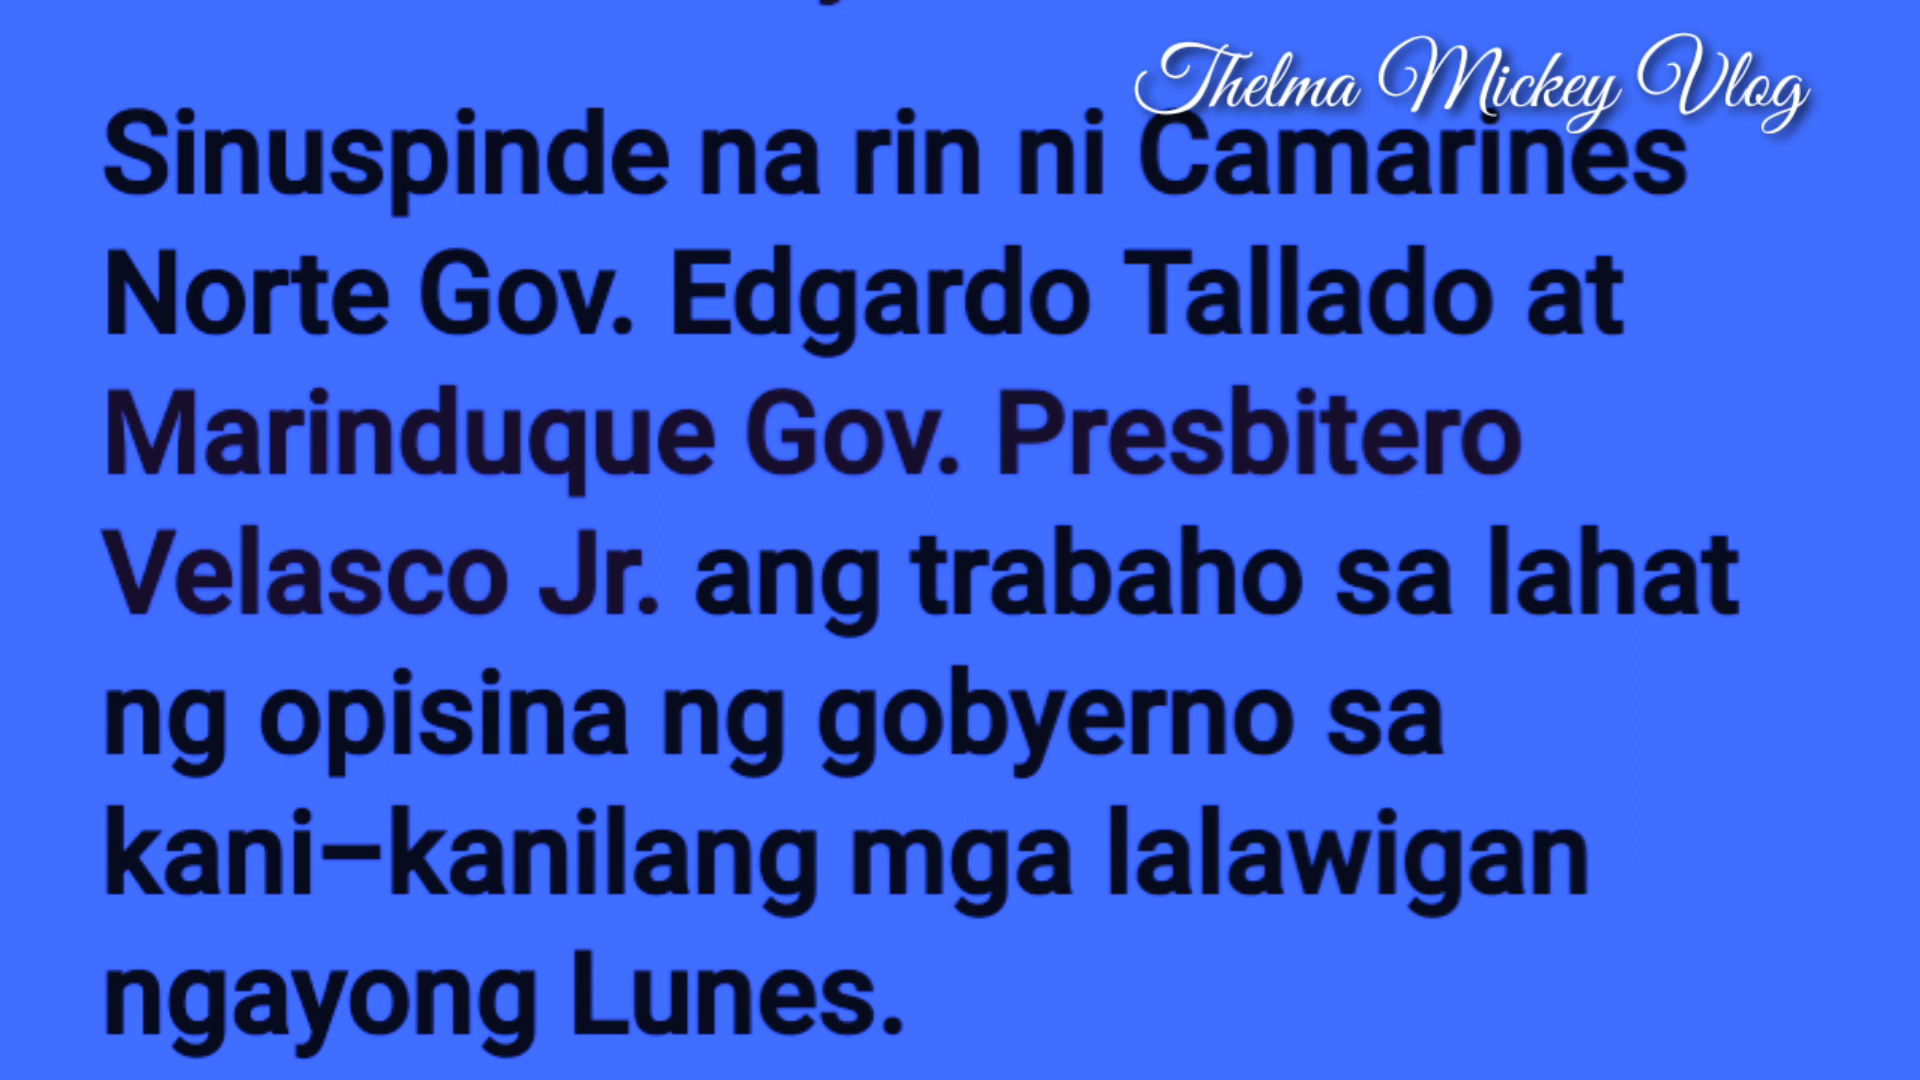 Thelma Mickey Vlog
Sinuspinde na rin ni Camarines
Norte Gov. Edgardo Tallado at
Marinduque Gov. Presbitero
Velasco Jr. ang trabaho sa lahat
ng opisina ng gobyerno sa
kani–kanilang mga lalawigan
ngayong Lunes.